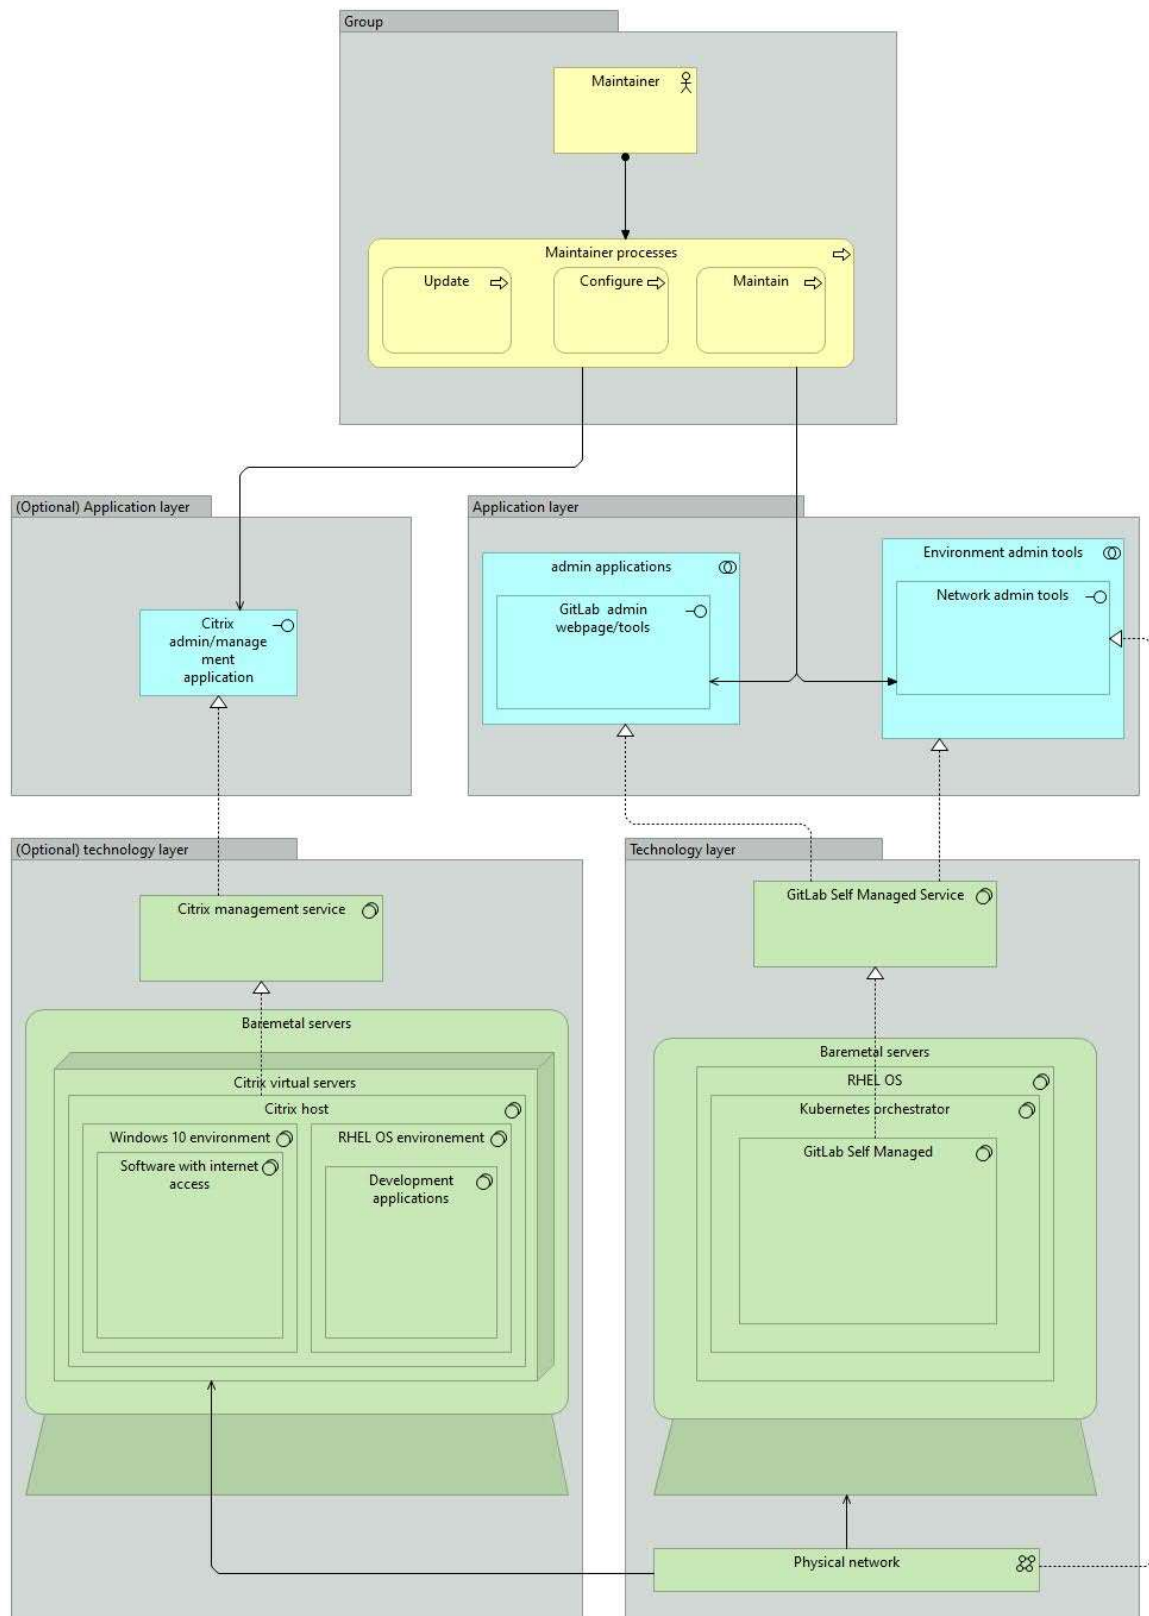 Group
Maintainer
Maintainer processes
Update
Configure
Maintain
(Optional) Application layer
Application layer
Citrix
admin/manage
ment
application
admin applications
GitLab  admin
webpage/tools
Environment admin tools
Network admin tools
(Optional) technology layer
Technology layer
Citrix management service
GitLab Self Managed Service
Baremetal servers
Citrix virtual servers
Citrix host
Windows 10 environment
Software with internet
access
RHEL OS environement
Development
applications
Baremetal servers
RHEL OS
Kubernetes orchestrator
GitLab Self Managed
Physical network